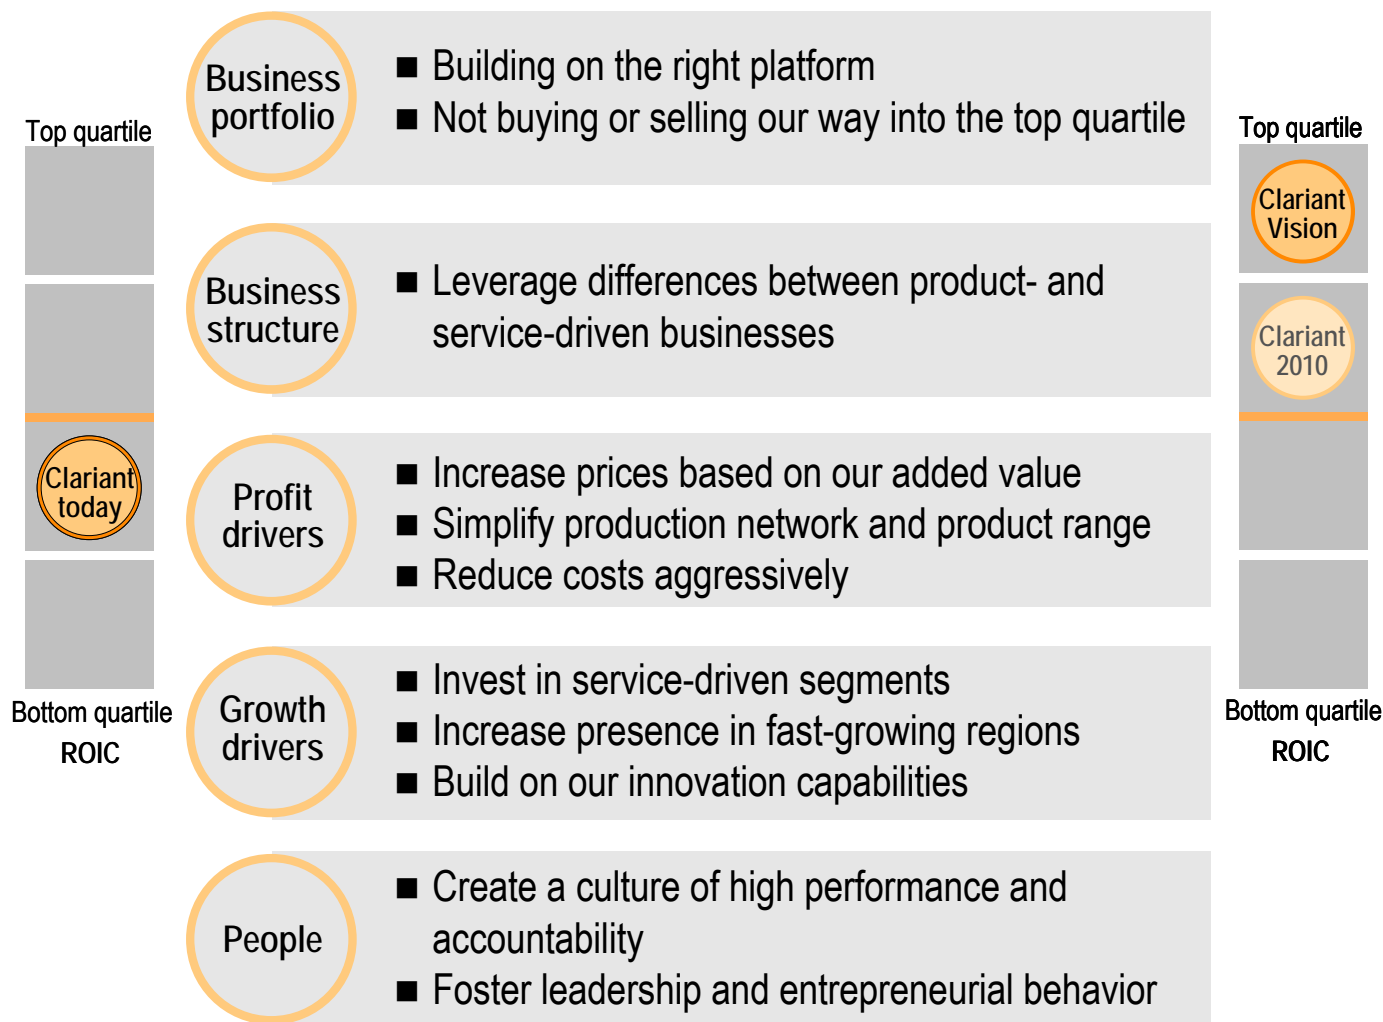 Top quartile
Clariant
today
Bottom quartile
ROIC
Business
portfolio
■ Building on the right platform
■ Not buying or selling our way into the top quartile
Business
structure
■ Leverage differences between product- and
service-driven businesses
Profit
drivers
■ Increase prices based on our added value
■ Simplify production network and product range
■ Reduce costs aggressively
Growth
drivers
■ Invest in service-driven segments
■ Increase presence in fast-growing regions
■ Build on our innovation capabilities
People
■ Create a culture of high performance and
accountability
■ Foster leadership and entrepreneurial behavior
Top quartile
Clariant
Vision
Clariant
2010
Bottom quartile
ROIC